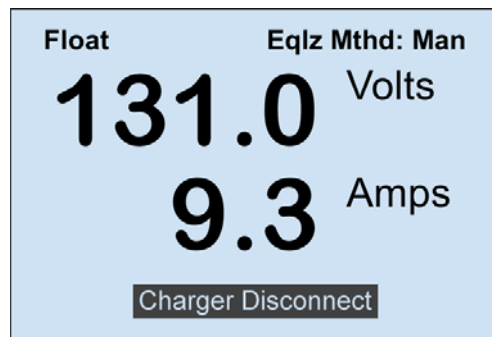 Float Eqlz Mthd: Man
131.0 Volts
9.3 Amps
Charger Disconnect